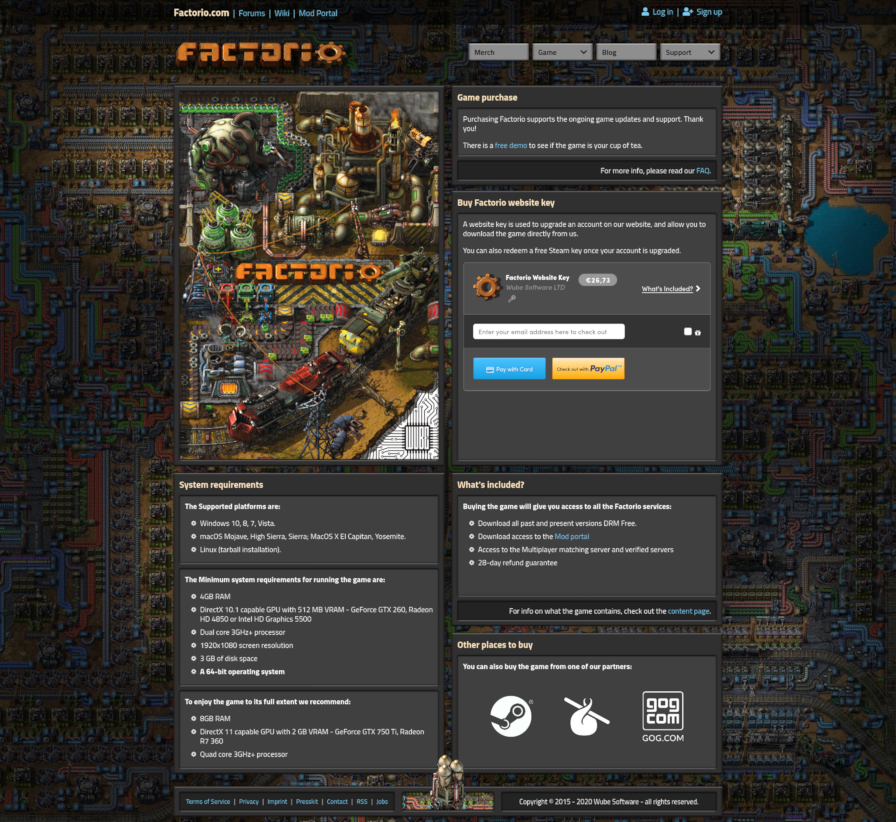 Factorio.com | Forums | Wiki | Mod Portal
Log in | Sign up
FACTORIO
Merch
Game
Blog
Support
FACTORIO
WUBE
Game purchase
Purchasing Factorio supports the ongoing game updates and support. Thank
you!
There is a free demo to see if the game is your cup of tea.
For more info, please read our FAQ.
Buy Factorio website key
A website key is used to upgrade an account on our website, and allow you to
download the game directly from us.
You can also redeem a free Steam key once your account is upgraded.
Factorio Website Key
Wube Software LTD
€26,73
What's Included?
Enter your email address here to check out
Pay with Card
Check out with PayPal™
System requirements
The Supported platforms are:
Windows 10, 8, 7, Vista.
macOS Mojave, High Sierra, Sierra; MacOS X El Capitan, Yosemite.
Linux (tarball installation).
The Minimum system requirements for running the game are:
4GB RAM
DirectX 10.1 capable GPU with 512 MB VRAM - GeForce GTX 260, Radeon
HD 4850 or Intel HD Graphics 5500
Dual core 3GHz+ processor
1920x1080 screen resolution
3 GB of disk space
A 64-bit operating system
To enjoy the game to its full extent we recommend:
8GB RAM
DirectX 11 capable GPU with 2 GB VRAM - GeForce GTX 750 Ti, Radeon
R7 360
Quad core 3GHz+ processor
What's included?
Buying the game will give you access to all the Factorio services:
Download all past and present versions DRM Free.
Download access to the Mod portal
Access to the Multiplayer matching server and verified servers
28-day refund guarantee
For info on what the game contains, check out the content page.
Other places to buy
You can also buy the game from one of our partners:
®
gog
com
GOG.COM
Terms of Service | Privacy | Imprint | Presskit | Contact | RSS | Jobs
Copyright © 2015 - 2020 Wube Software - all rights reserved.